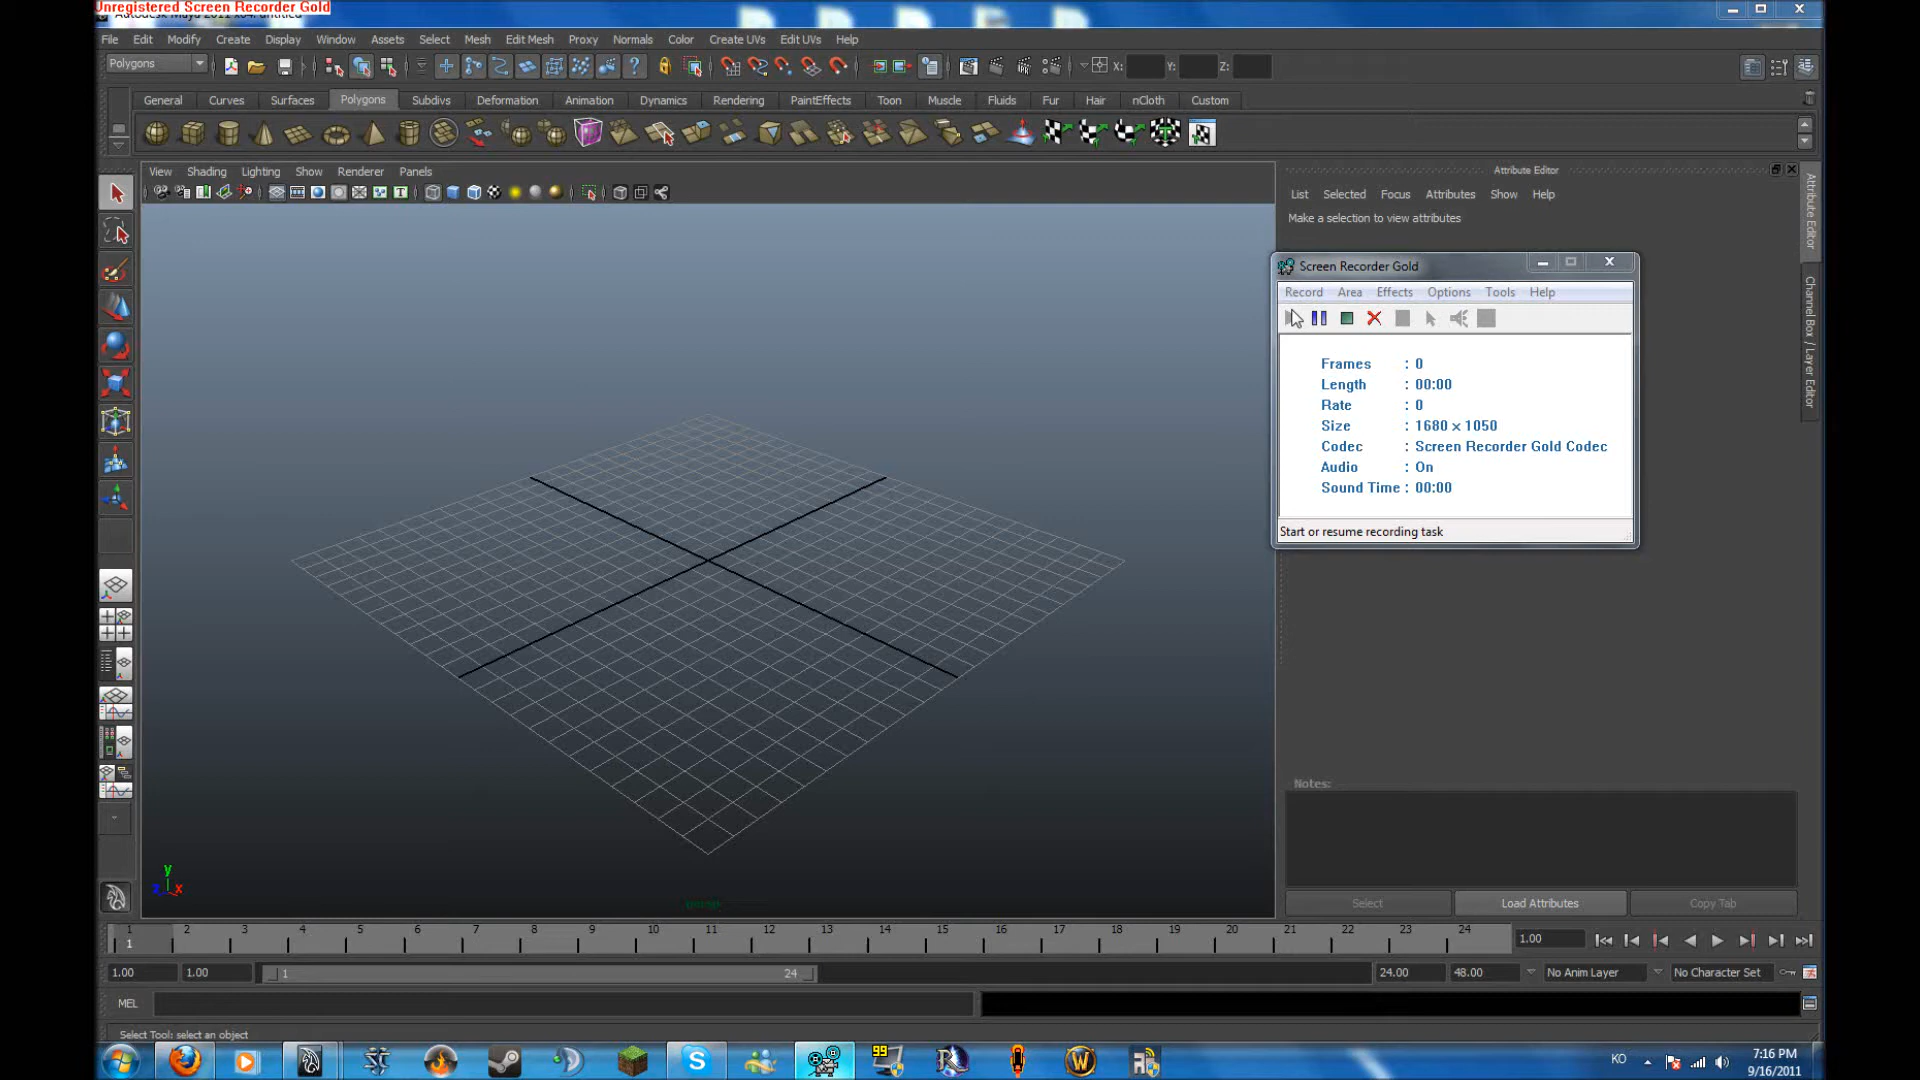 Unregistered Screen Recorder Gold
Autodesk Maya 2011 x64: untitled
File Edit Modify Create Display Window Assets Select Mesh Edit Mesh Proxy Normals Color Create UVs Edit UVs Help
Polygons X: Y: Z:
General Curves Surfaces Polygons Subdivs Deformation Animation Dynamics Rendering PaintEffects Toon Muscle Fluids Fur Hair nCloth Custom
View Shading Lighting Show Renderer Panels
Attribute Editor
List Selected Focus Attributes Show Help
Make a selection to view attributes
Attribute Editor
Channel Box / Layer Editor
Screen Recorder Gold
Record Area Effects Options Tools Help
Frames : 0
Length : 00:00
Rate : 0
Size : 1680 x 1050
Codec : Screen Recorder Gold Codec
Audio : On
Sound Time : 00:00
Start or resume recording task
Notes:
Select Load Attributes Copy Tab
y
z x
persp
1 2 3 4 5 6 7 8 9 10 11 12 13 14 15 16 17 18 19 20 21 22 23 24
1 1.00
1.00 1.00 1 24 24.00 48.00 No Anim Layer No Character Set
MEL
Select Tool: select an object
99
KO
7:16 PM
9/16/2011